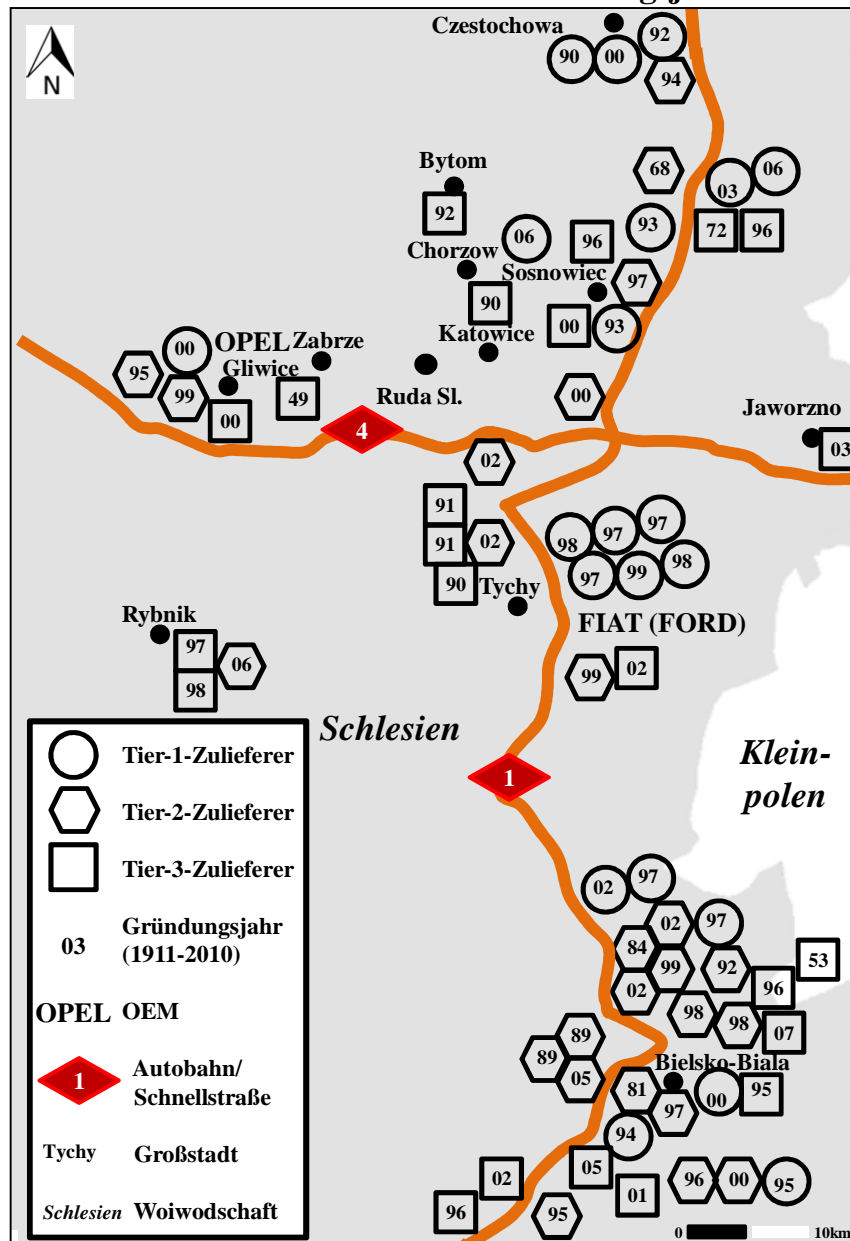 Czestochowa
92
90
00
94
N
68
06
03
Bytom
92
93
72
96
06
96
Chorzow
Sosnowiec
97
90
00
93
Katowice
00
OPEL
Zabrze
95
99
Gliwice
00
49
Ruda Sl.
00
Jaworzno
4
03
02
91
91
02
90
97
97
98
97
99
98
Tychy
FIAT (FORD)
Rybnik
97
06
98
99
02
Schlesien
1
Klein-
polen
Tier-1-Zulieferer
Tier-2-Zulieferer
Tier-3-Zulieferer
03
Gründungsjahr
(1911-2010)
OPEL OEM
1
Autobahn/
Schnellstraße
Tychy Großstadt
Schlesien Woiwodschaft
02
97
02
97
84
99
92
53
02
96
98
98
07
89
89
05
Bielsko-Biala
81
97
00
95
94
05
02
01
96
00
95
96
95
0
10km